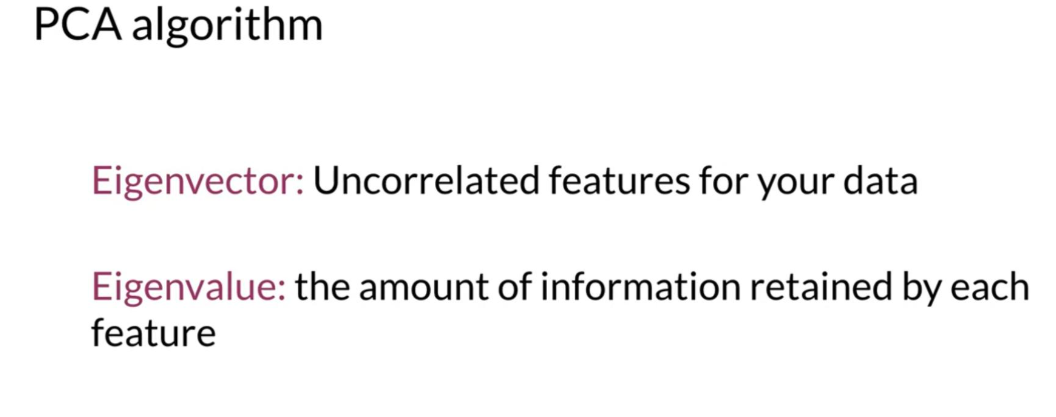 PCA algorithm
Eigenvector: Uncorrelated features for your data
Eigenvalue: the amount of information retained by each
feature